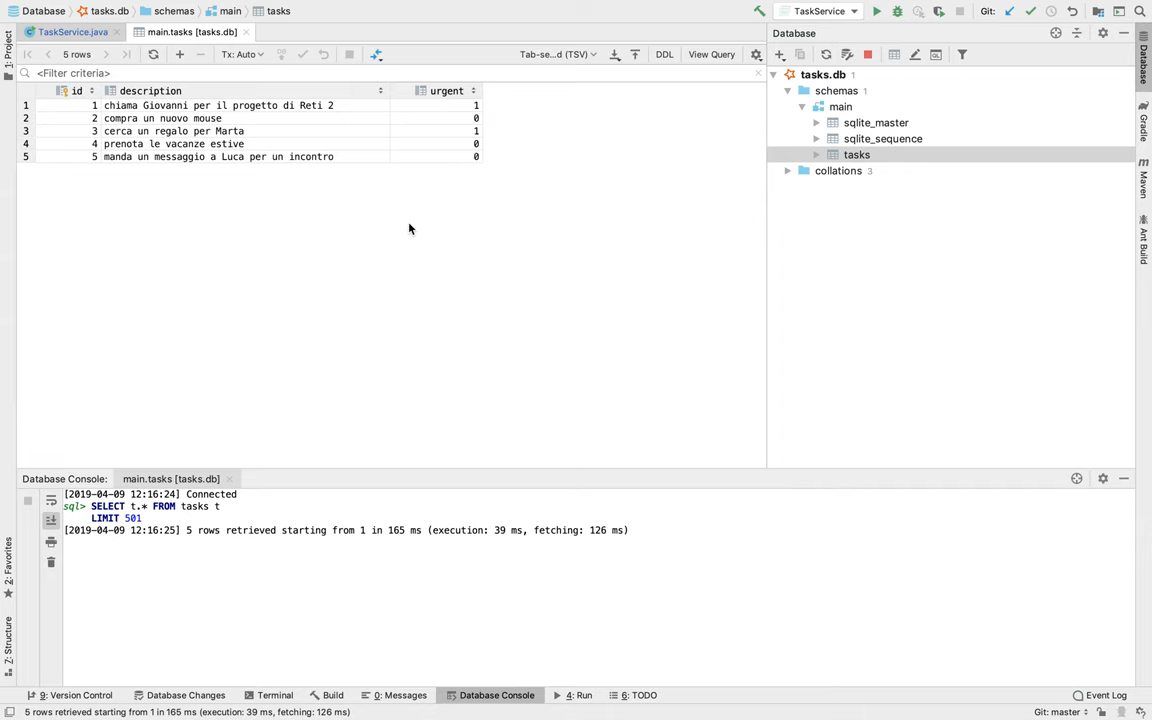 Database > tasks.db > schemas > main > tasks
TaskService
Git:
TaskService.java
main.tasks [tasks.db]
5 rows
Tx: Auto
Tab-se...d (TSV)
DDL
View Query
<Filter criteria>
id description urgent
1 1 chiama Giovanni per il progetto di Reti 2 1
2 2 compra un nuovo mouse 0
3 3 cerca un regalo per Marta 1
4 4 prenota le vacanze estive 0
5 5 manda un messaggio a Luca per un incontro 0
Database
tasks.db 1
schemas 1
main
sqlite_master
sqlite_sequence
tasks
collations 3
1: Project
2: Favorites
Z: Structure
Database
Gradle
m
Maven
Ant Build
Database Console: main.tasks [tasks.db]
[2019-04-09 12:16:24] Connected
sql> SELECT t.* FROM tasks t
LIMIT 501
[2019-04-09 12:16:25] 5 rows retrieved starting from 1 in 165 ms (execution: 39 ms, fetching: 126 ms)
9: Version Control
Database Changes
Terminal
Build
0: Messages
Database Console
4: Run
6: TODO
Event Log
5 rows retrieved starting from 1 in 165 ms (execution: 39 ms, fetching: 126 ms)
Git: master